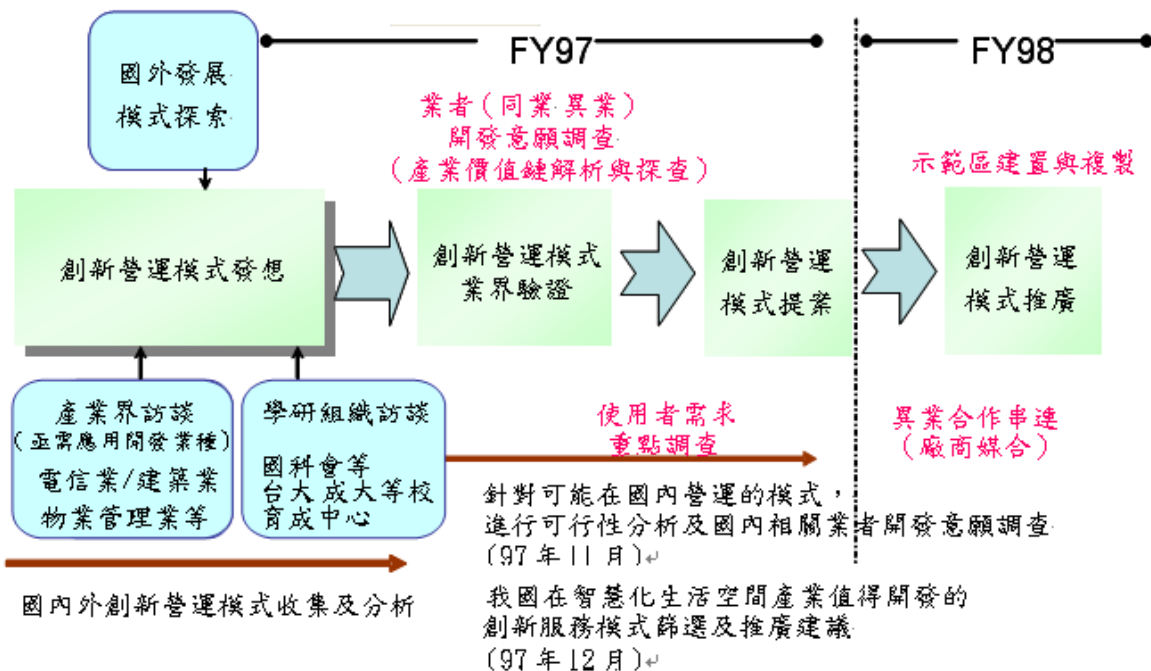 FY97
FY98
國外發展
模式探索
業者(同業 異業)
開發意願調查
(產業價值鏈解析與探查)
示範區建置與複製
創新營運模式發想
創新營運模式
業界驗證
創新營運
模式提案
創新營運
模式推廣
產業界訪談
(亟需應用開發業種)
電信業/建築業
物業管理業等
學研組織訪談
國科會等
台大 成大等校
育成中心
使用者需求
重點調查
異業合作串連
(廠商媒合)
針對可能在國內營運的模式，
進行可行性分析及國內相關業者開發意願調查
(97年11月)↵
國內外創新營運模式收集及分析
我國在智慧化生活空間產業值得開發的
創新服務模式篩選及推廣建議
(97年12月)↵